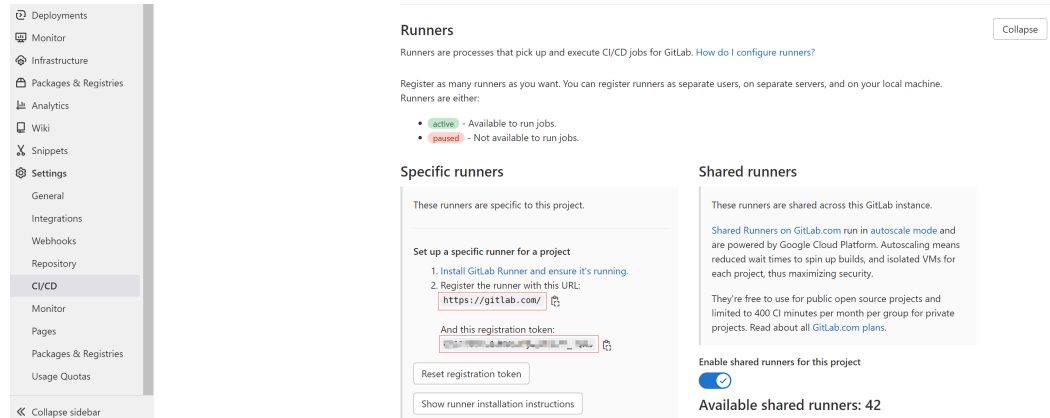 Deployments
Monitor
Infrastructure
Packages & Registries
Analytics
Wiki
Snippets
Settings
General
Integrations
Webhooks
Repository
CI/CD
Monitor
Pages
Packages & Registries
Usage Quotas
Collapse sidebar
Runners
Collapse
Runners are processes that pick up and execute CI/CD jobs for GitLab. How do I configure runners?
Register as many runners as you want. You can register runners as separate users, on separate servers, and on your local machine.
Runners are either:
active - Available to run jobs.
paused - Not available to run jobs.
Specific runners
These runners are specific to this project.
Set up a specific runner for a project
1. Install GitLab Runner and ensure it's running.
2. Register the runner with this URL:
https://gitlab.com/
And this registration token:
Reset registration token
Show runner installation instructions
Shared runners
These runners are shared across this GitLab instance.
Shared Runners on GitLab.com run in autoscale mode and
are powered by Google Cloud Platform. Autoscaling means
reduced wait times to spin up builds, and isolated VMs for
each project, thus maximizing security.
They're free to use for public open source projects and
limited to 400 CI minutes per month per group for private
projects. Read about all GitLab.com plans.
Enable shared runners for this project
Available shared runners: 42